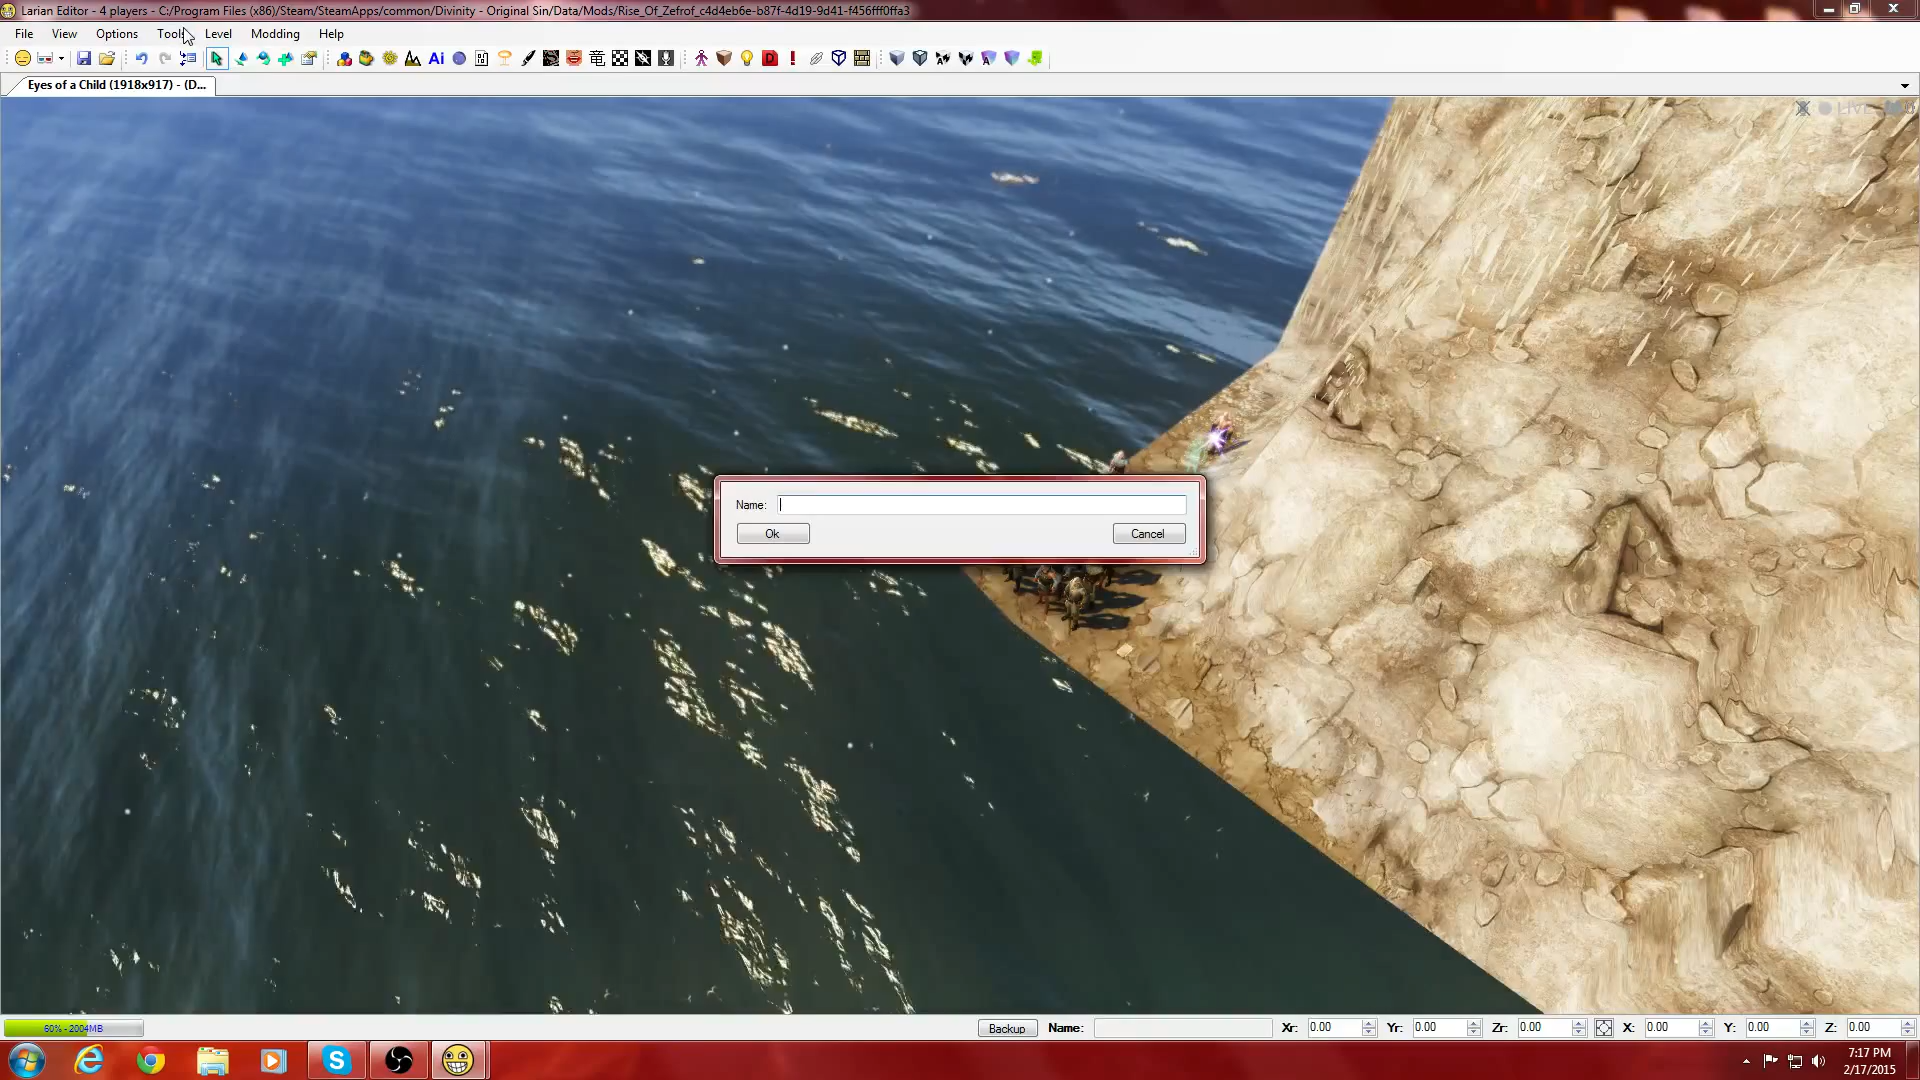 Larian Editor - 4 players - C:/Program Files (x86)/Steam/SteamApps/common/Divinity - Original Sin/Data/Mods/Rise_Of_Zefrof_c4d4eb6e-b87f-4d19-9d41-f456fff0ffa3
File View Options Tools Level Modding Help
Ai
Eyes of a Child (1918x917) - (D...
LIVE
Name:
Ok Cancel
60% - 2004MB Backup Name: Xr: 0.00 Yr: 0.00 Zr: 0.00 X: 0.00 Y: 0.00 Z: 0.00
7:17 PM
2/17/2015